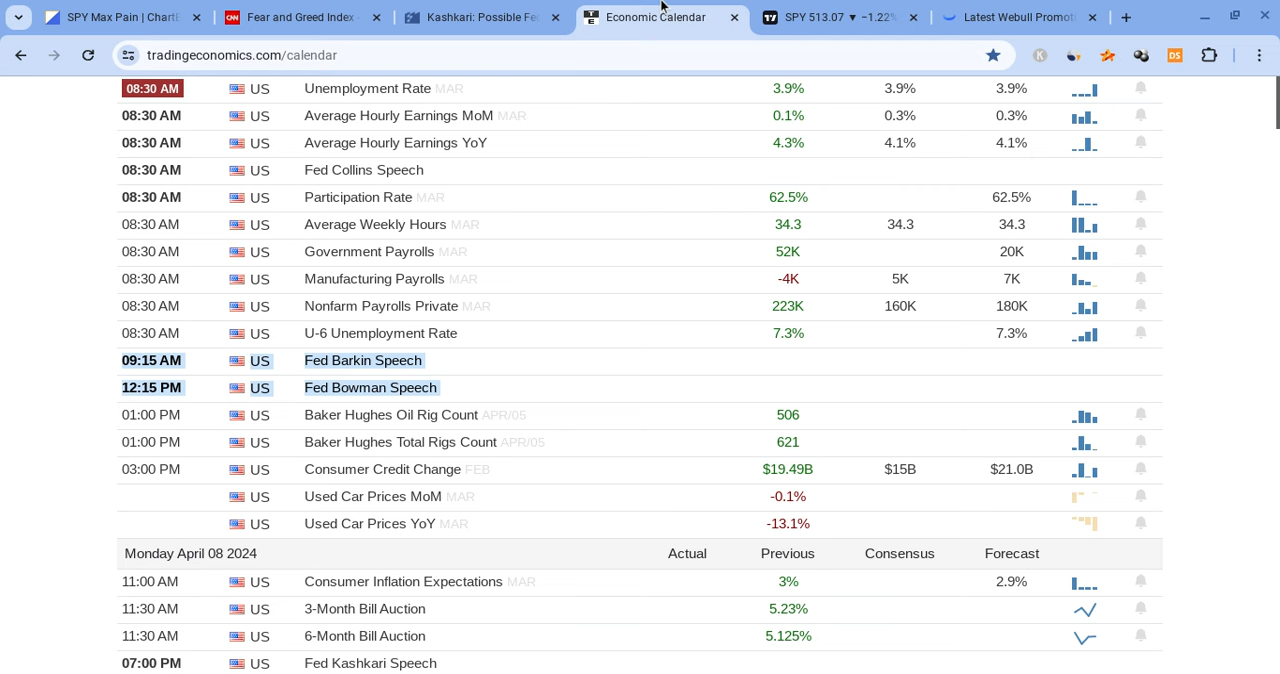 SPY Max Pain | Chart
Fear and Greed Index -
Kashkari: Possible Fe
Economic Calendar
SPY 513.07 ▼ −1.22%
Latest Webull Promoti
tradingeconomics.com/calendar
K
DS
08:30 AM US Unemployment Rate MAR 3.9% 3.9% 3.9%
08:30 AM US Average Hourly Earnings MoM MAR 0.1% 0.3% 0.3%
08:30 AM US Average Hourly Earnings YoY 4.3% 4.1% 4.1%
08:30 AM US Fed Collins Speech
08:30 AM US Participation Rate MAR 62.5% 62.5%
08:30 AM US Average Weekly Hours MAR 34.3 34.3 34.3
08:30 AM US Government Payrolls MAR 52K 20K
08:30 AM US Manufacturing Payrolls MAR -4K 5K 7K
08:30 AM US Nonfarm Payrolls Private MAR 223K 160K 180K
08:30 AM US U-6 Unemployment Rate 7.3% 7.3%
09:15 AM US Fed Barkin Speech
12:15 PM US Fed Bowman Speech
01:00 PM US Baker Hughes Oil Rig Count APR/05 506
01:00 PM US Baker Hughes Total Rigs Count APR/05 621
03:00 PM US Consumer Credit Change FEB $19.49B $15B $21.0B
US Used Car Prices MoM MAR -0.1%
US Used Car Prices YoY MAR -13.1%
Monday April 08 2024 Actual Previous Consensus Forecast
11:00 AM US Consumer Inflation Expectations MAR 3% 2.9%
11:30 AM US 3-Month Bill Auction 5.23%
11:30 AM US 6-Month Bill Auction 5.125%
07:00 PM US Fed Kashkari Speech